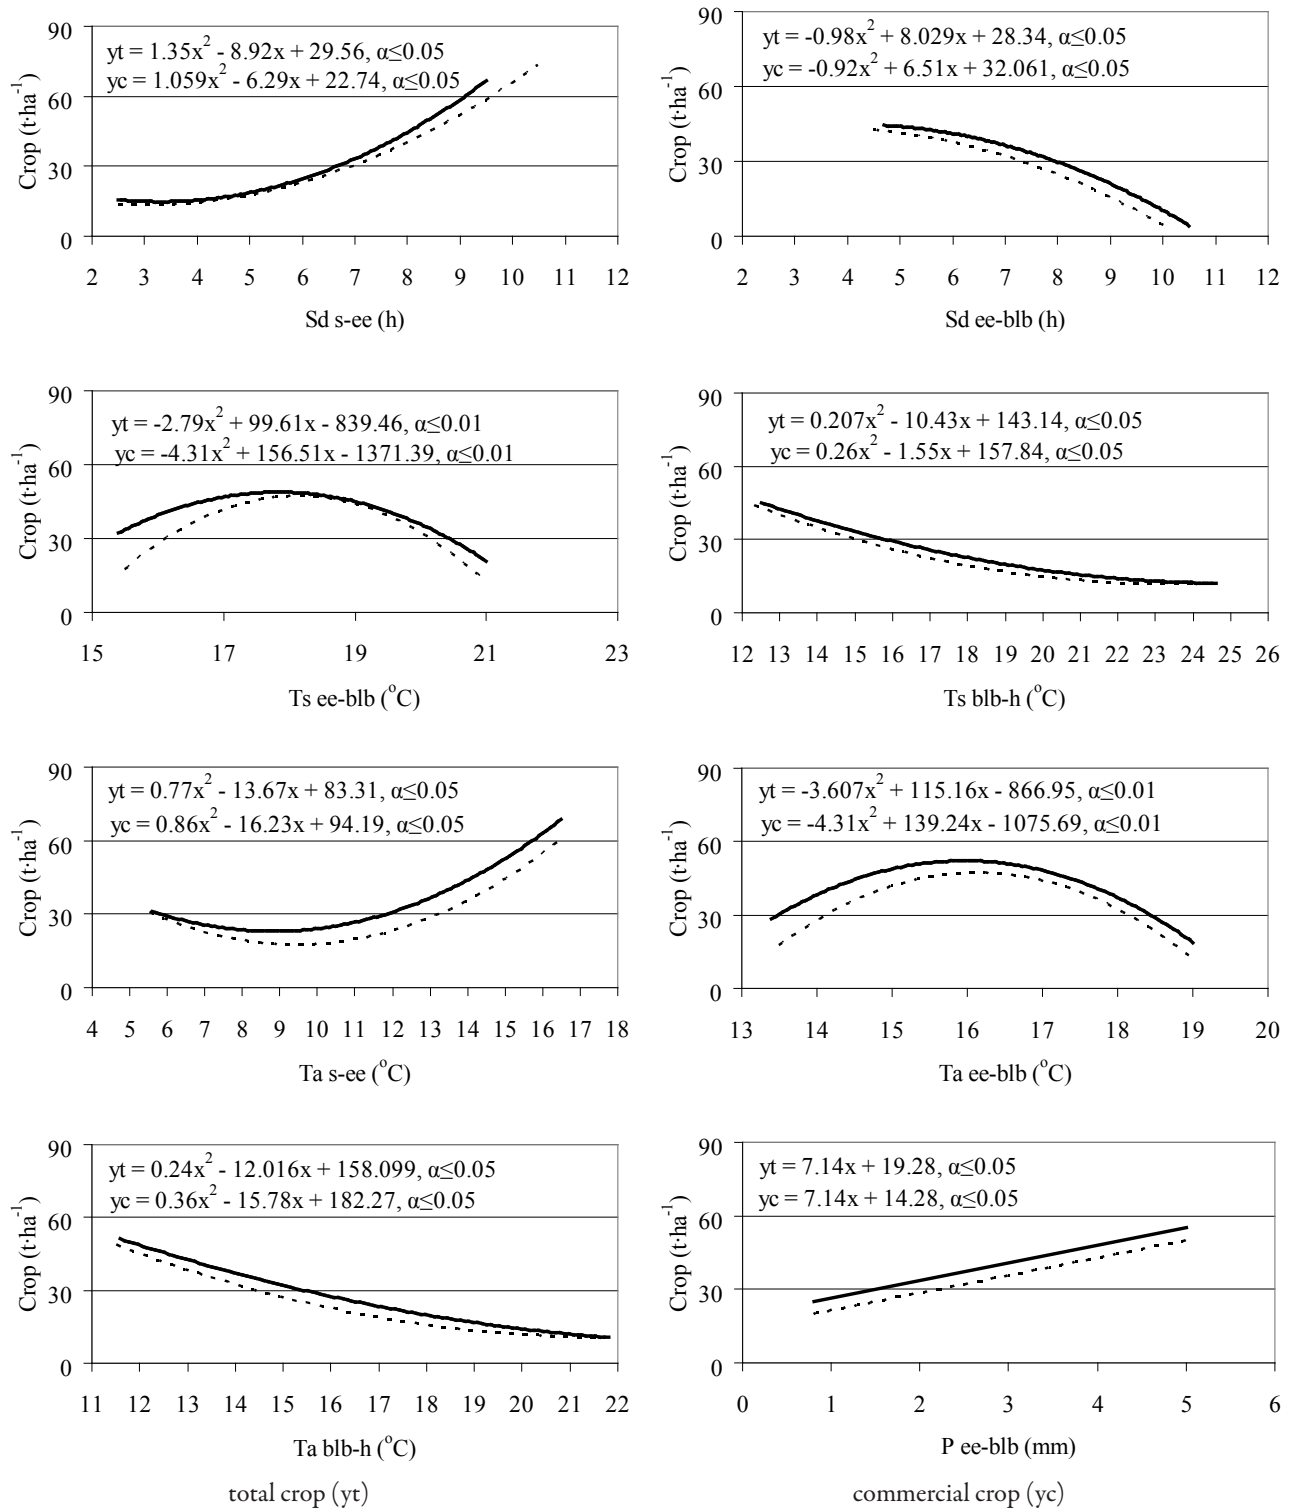 90
60
30
0
Crop (t·ha⁻¹)
yt = 1.35x² - 8.92x + 29.56, α≤0.05
yc = 1.059x² - 6.29x + 22.74, α≤0.05
2 3 4 5 6 7 8 9 10 11 12
Sd s-ee (h)
90
60
30
0
Crop (t·ha⁻¹)
yt = -0.98x² + 8.029x + 28.34, α≤0.05
yc = -0.92x² + 6.51x + 32.061, α≤0.05
2 3 4 5 6 7 8 9 10 11 12
Sd ee-blb (h)
90
60
30
0
Crop (t·ha⁻¹)
yt = -2.79x² + 99.61x - 839.46, α≤0.01
yc = -4.31x² + 156.51x - 1371.39, α≤0.01
15 17 19 21 23
Ts ee-blb (°C)
90
60
30
0
Crop (t·ha⁻¹)
yt = 0.207x² - 10.43x + 143.14, α≤0.05
yc = 0.26x² - 1.55x + 157.84, α≤0.05
12 13 14 15 16 17 18 19 20 21 22 23 24 25 26
Ts blb-h (°C)
90
60
30
0
Crop (t·ha⁻¹)
yt = 0.77x² - 13.67x + 83.31, α≤0.05
yc = 0.86x² - 16.23x + 94.19, α≤0.05
4 5 6 7 8 9 10 11 12 13 14 15 16 17 18
Ta s-ee (°C)
90
60
30
0
Crop (t·ha⁻¹)
yt = -3.607x² + 115.16x - 866.95, α≤0.01
yc = -4.31x² + 139.24x - 1075.69, α≤0.01
13 14 15 16 17 18 19 20
Ta ee-blb (°C)
90
60
30
0
Crop (t·ha⁻¹)
yt = 0.24x² - 12.016x + 158.099, α≤0.05
yc = 0.36x² - 15.78x + 182.27, α≤0.05
11 12 13 14 15 16 17 18 19 20 21 22
Ta blb-h (°C)
90
60
30
0
Crop (t·ha⁻¹)
yt = 7.14x + 19.28, α≤0.05
yc = 7.14x + 14.28, α≤0.05
0 1 2 3 4 5 6
P ee-blb (mm)
total crop (yt)
commercial crop (yc)